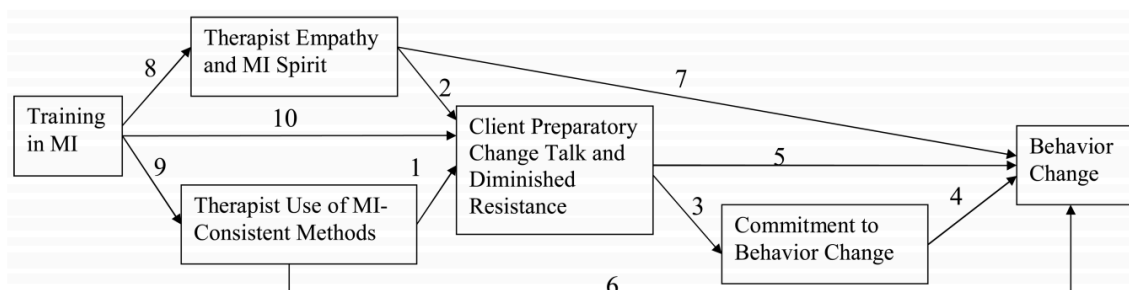 Therapist Empathy
and MI Spirit
8
7
2
Training
in MI
10
Client Preparatory
Change Talk and
Diminished
Resistance
5
Behavior
Change
9
1
Therapist Use of MI-
Consistent Methods
3
4
Commitment to
Behavior Change
6